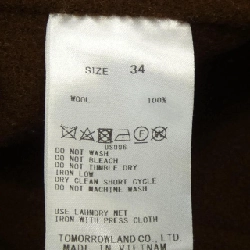 SIZE 34
WOOL 100%
DO NOT WASH
DO NOT BLEACH
DO NOT TUMBLE DRY
IRON LOW
DRY CLEAN SHORT CYCLE
DO NOT MACHINE WASH
USE LAUNDRY NET
IRON WITH PRESS CLOTH
TOMORROWLAND CO., LTD
MADE IN VIETNAM